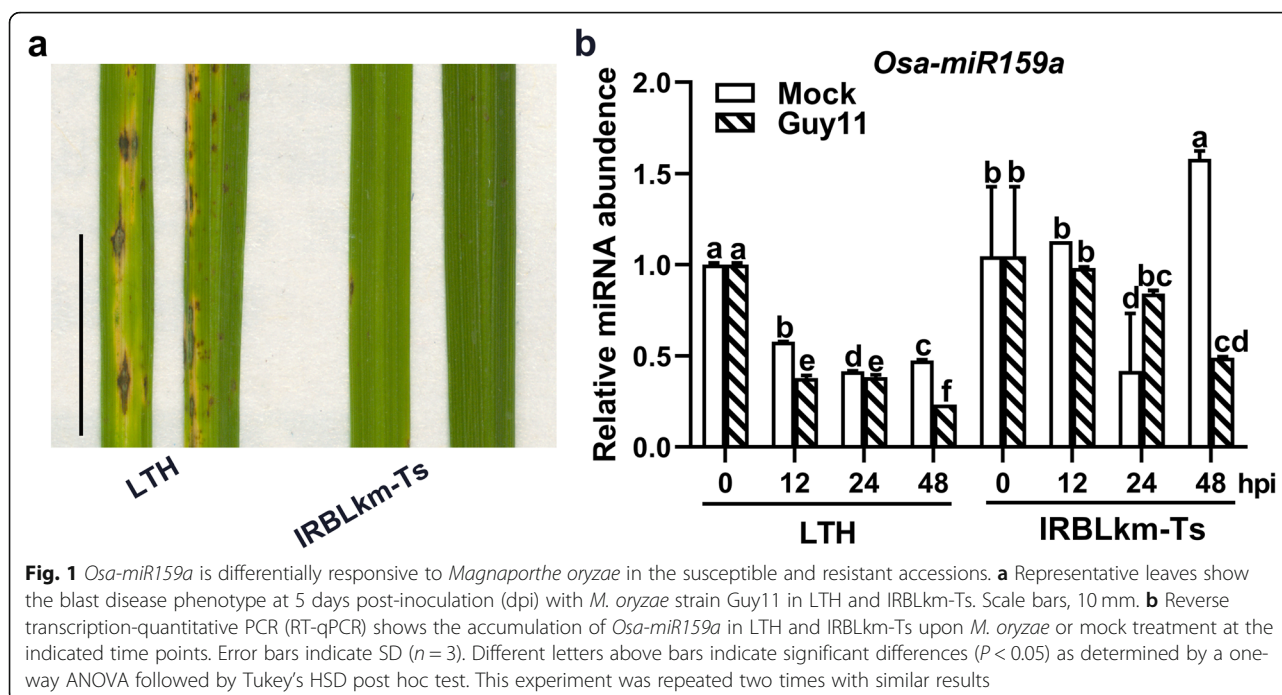 a
LTH
IRBLkm-Ts
b
Osa-miR159a
Relative miRNA abundance
2.0
1.5
1.0
0.5
0.0
Mock
Guy11
a a b e d e c f b b b b d bc a cd
0 12 24 48 0 12 24 48 hpi
LTH IRBLkm-Ts
Fig. 1 Osa-miR159a is differentially responsive to Magnaporthe oryzae in the susceptible and resistant accessions. a Representative leaves show
the blast disease phenotype at 5 days post-inoculation (dpi) with M. oryzae strain Guy11 in LTH and IRBLkm-Ts. Scale bars, 10 mm. b Reverse
transcription-quantitative PCR (RT-qPCR) shows the accumulation of Osa-miR159a in LTH and IRBLkm-Ts upon M. oryzae or mock treatment at the
indicated time points. Error bars indicate SD (n = 3). Different letters above bars indicate significant differences (P < 0.05) as determined by a one-
way ANOVA followed by Tukey's HSD post hoc test. This experiment was repeated two times with similar results